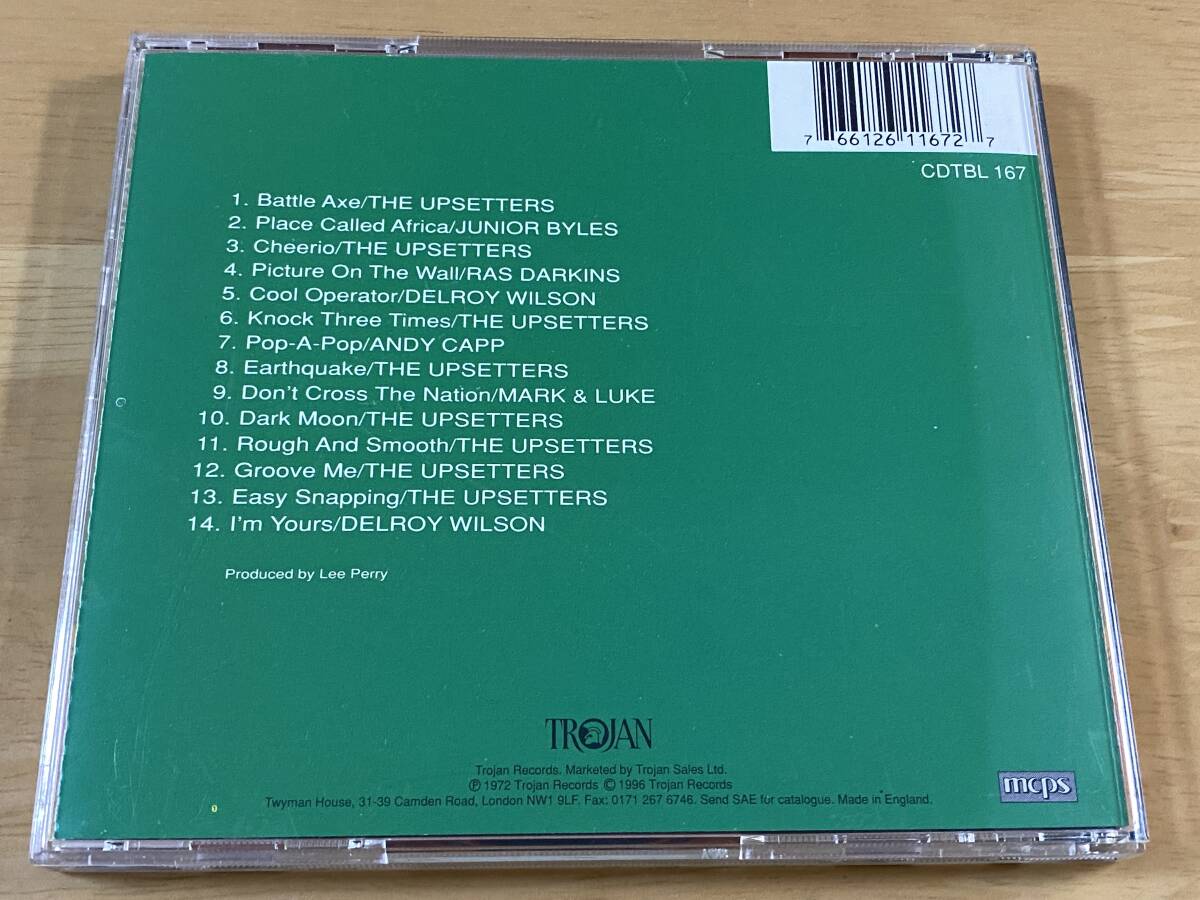 7 66126 11672 7
CDTBL 167
1. Battle Axe/THE UPSETTERS
2. Place Called Africa/JUNIOR BYLES
3. Cheerio/THE UPSETTERS
4. Picture On The Wall/RAS DARKINS
5. Cool Operator/DELROY WILSON
6. Knock Three Times/THE UPSETTERS
7. Pop-A-Pop/ANDY CAPP
8. Earthquake/THE UPSETTERS
9. Don't Cross The Nation/MARK & LUKE
10. Dark Moon/THE UPSETTERS
11. Rough And Smooth/THE UPSETTERS
12. Groove Me/THE UPSETTERS
13. Easy Snapping/THE UPSETTERS
14. I'm Yours/DELROY WILSON
Produced by Lee Perry
TROJAN
Trojan Records. Marketed by Trojan Sales Ltd.
℗ 1972 Trojan Records © 1996 Trojan Records
Twyman House, 31-39 Camden Road, London NW1 9LF. Fax: 0171 267 6746. Send SAE for catalogue. Made in England.
mcps